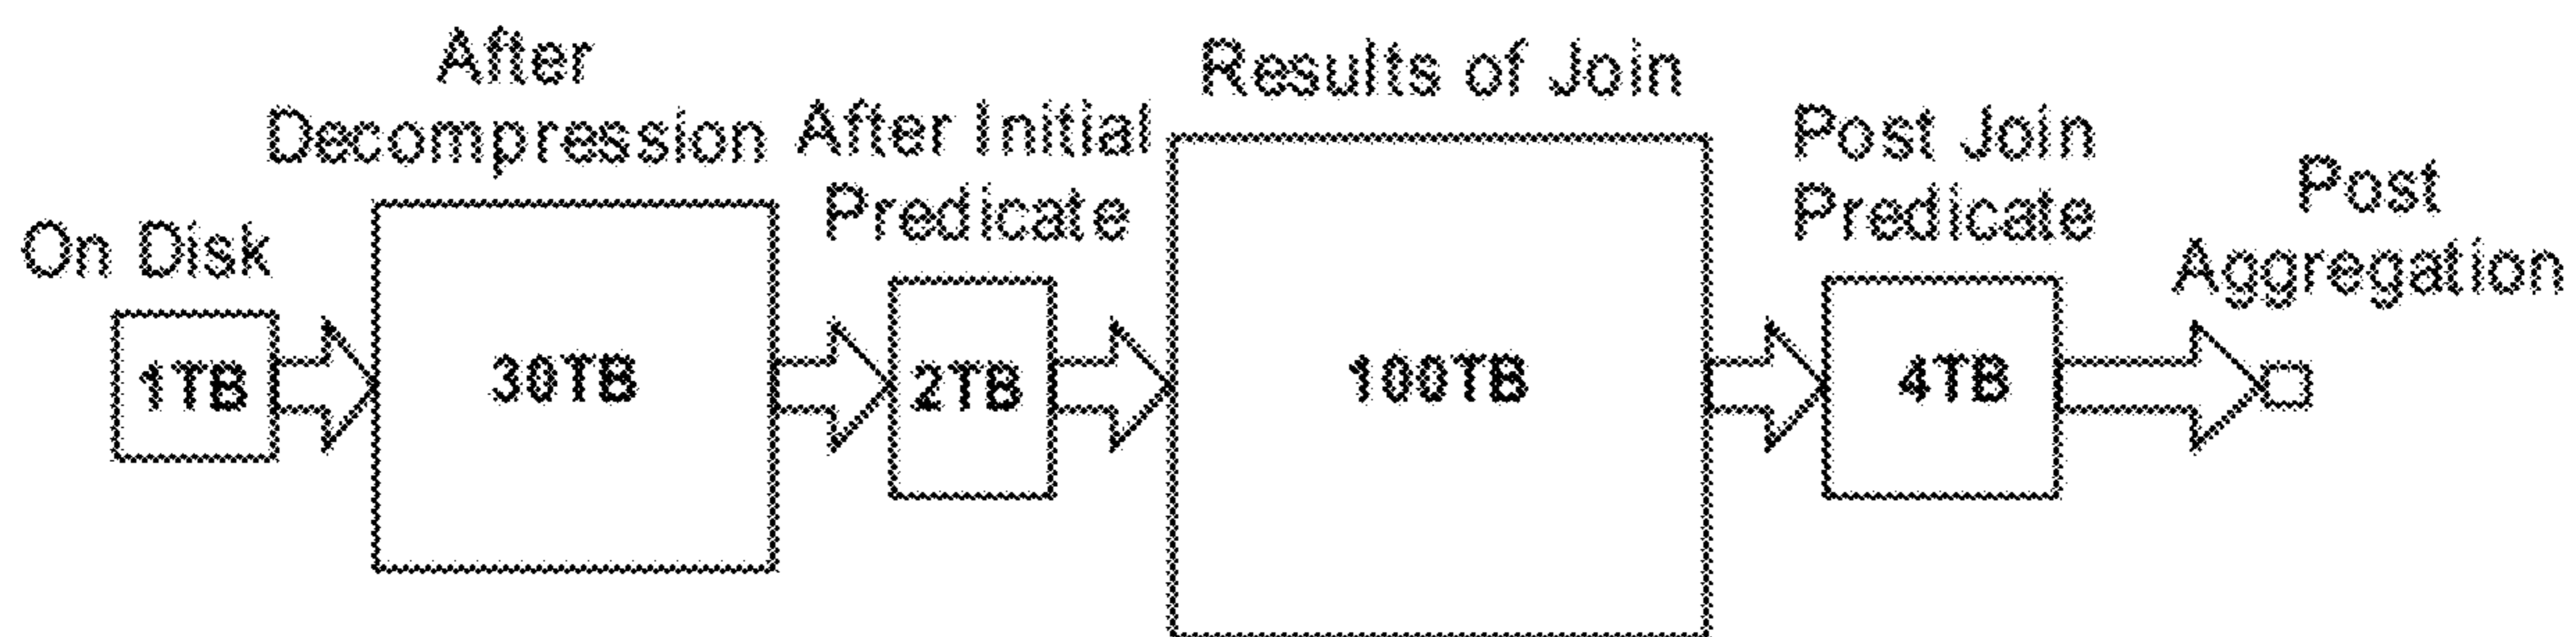 On Disk
After
Decompression
After Initial
Predicate
Results of Join
Post Join
Predicate
Post
Aggregation
1TB
30TB
2TB
100TB
4TB